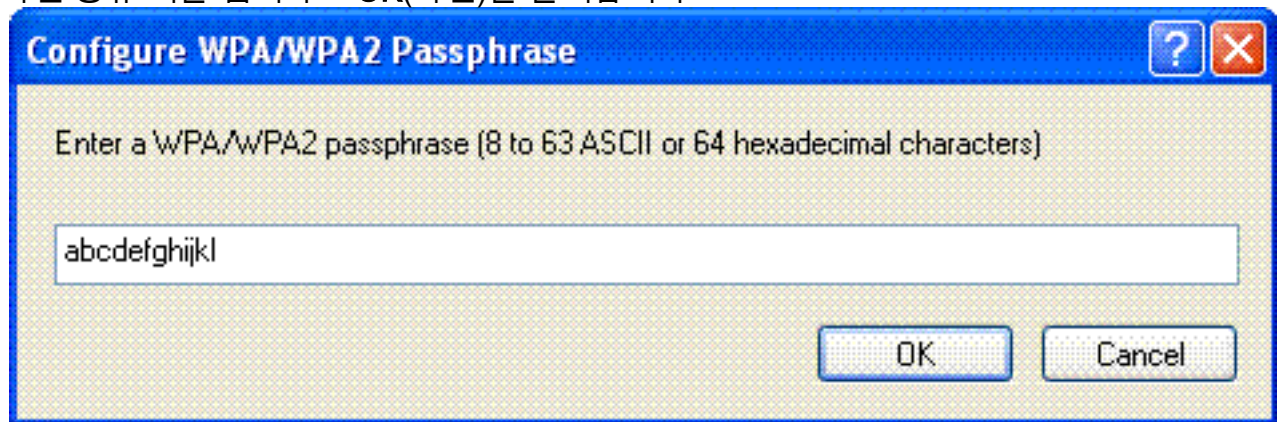 OK(
Configure WPA/WPA2 Passphrase
Enter a WPA/WPA2 passphrase (8 to 63 ASCII or 64 hexadecimal characters)
abcdefghijkl
OK
Cancel